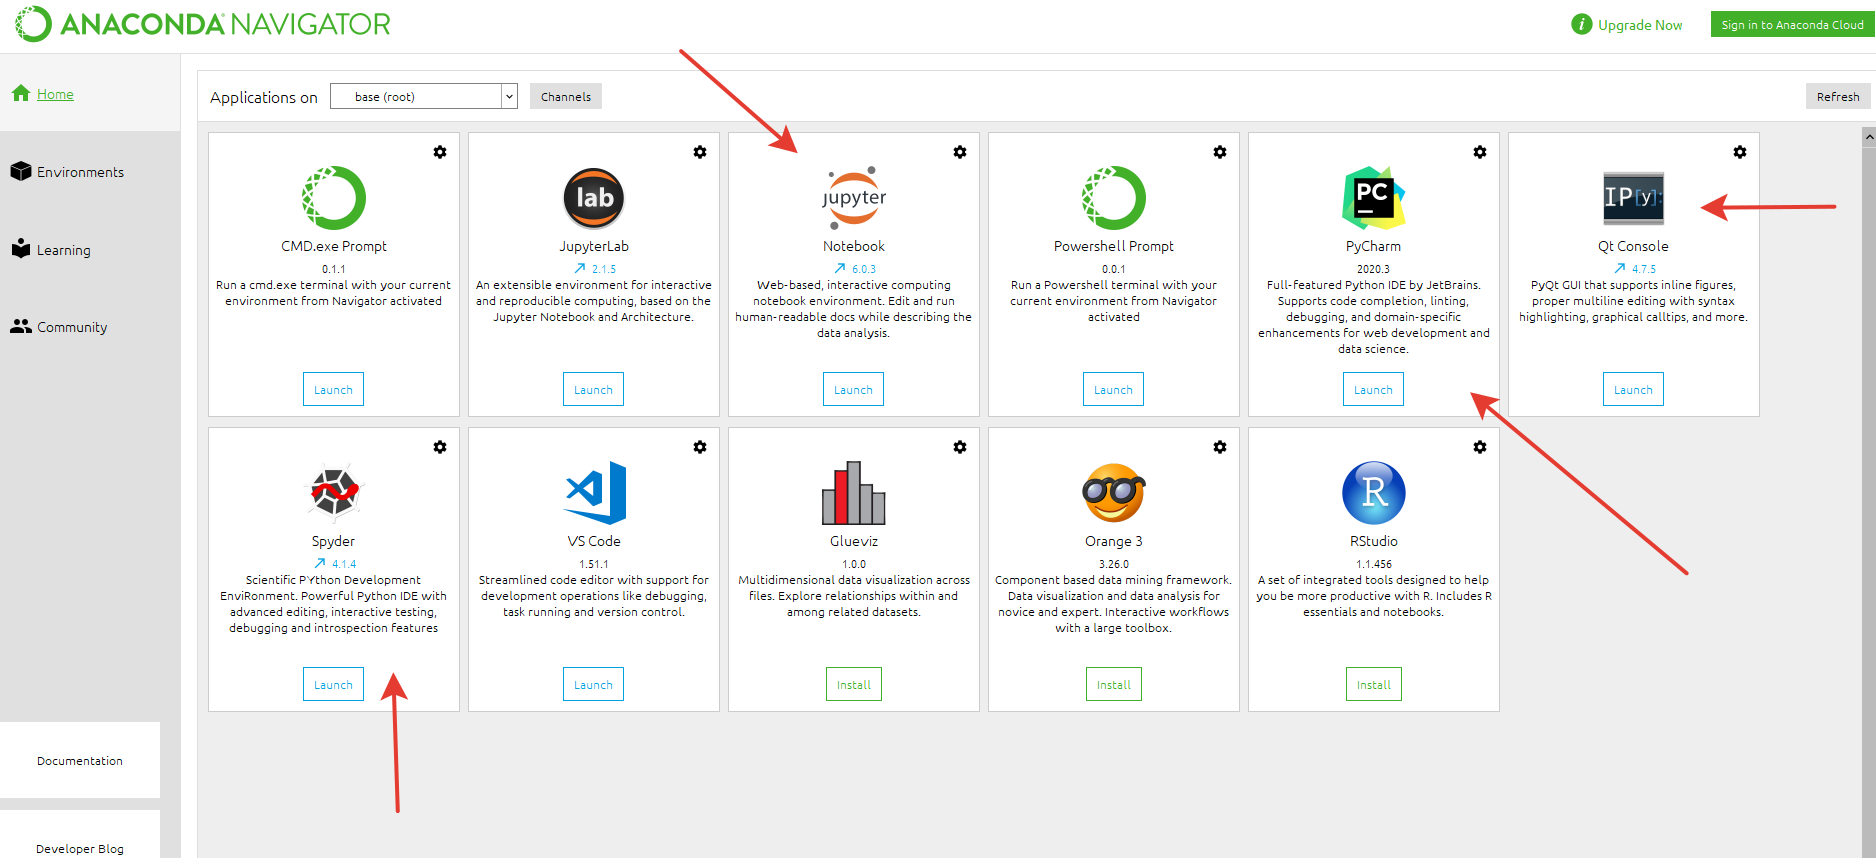 ANACONDA NAVIGATOR
i Upgrade Now
Sign in to Anaconda Cloud
Home
Environments
Learning
Community
Documentation
Developer Blog
Applications on
base (root)
Channels
Refresh
CMD.exe Prompt
0.1.1
Run a cmd.exe terminal with your current
environment from Navigator activated
Launch
lab
JupyterLab
2.1.5
An extensible environment for interactive
and reproducible computing, based on the
Jupyter Notebook and Architecture.
Launch
jupyter
Notebook
6.0.3
Web-based, interactive computing
notebook environment. Edit and run
human-readable docs while describing the
data analysis.
Launch
Powershell Prompt
0.0.1
Run a Powershell terminal with your
current environment from Navigator
activated
Launch
PC
PyCharm
2020.3
Full-featured Python IDE by JetBrains.
Supports code completion, linting,
debugging, and domain-specific
enhancements for web development and
data science.
Launch
IP[y]:
Qt Console
4.7.5
PyQt GUI that supports inline figures,
proper multiline editing with syntax
highlighting, graphical calltips, and more.
Launch
Spyder
4.1.4
Scientific PYthon Development
EnviRonment. Powerful Python IDE with
advanced editing, interactive testing,
debugging and introspection features
Launch
VS Code
1.51.1
Streamlined code editor with support for
development operations like debugging,
task running and version control.
Launch
Glueviz
1.0.0
Multidimensional data visualization across
files. Explore relationships within and
among related datasets.
Install
Orange 3
3.26.0
Component based data mining framework.
Data visualization and data analysis for
novice and expert. Interactive workflows
with a large toolbox.
Install
R
RStudio
1.1.456
A set of integrated tools designed to help
you be more productive with R. Includes R
essentials and notebooks.
Install